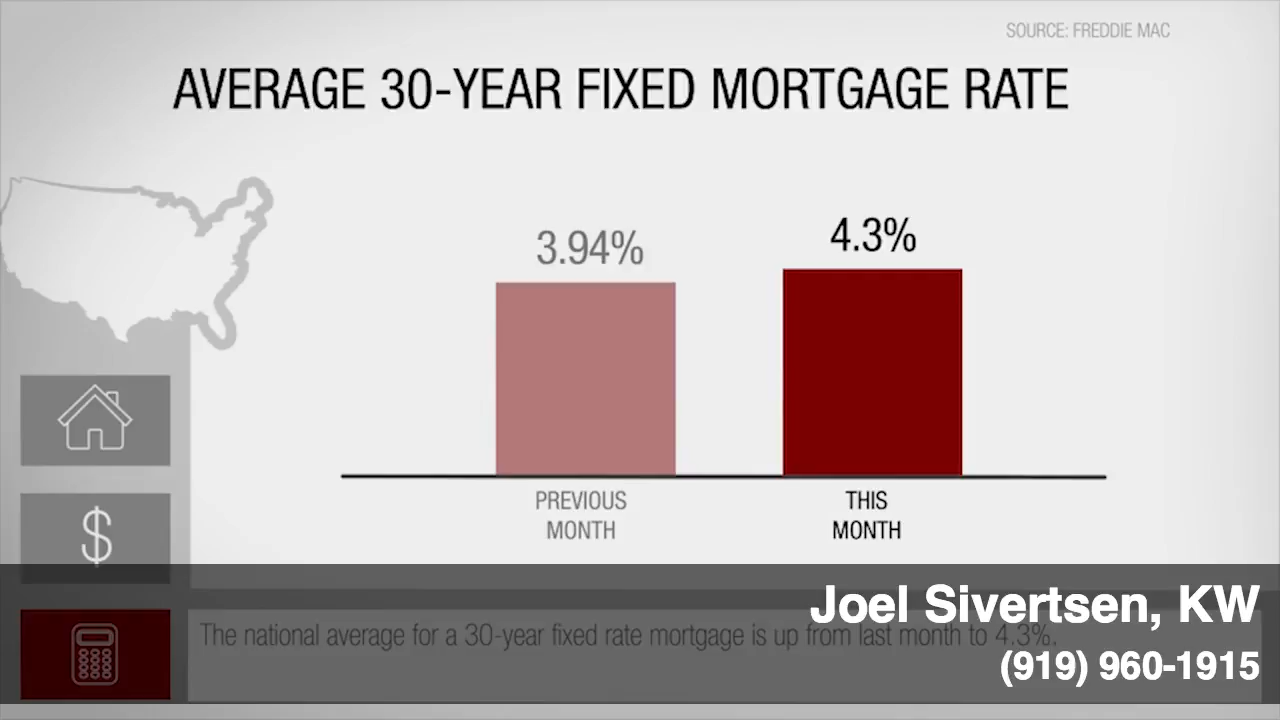 SOURCE: FREDDIE MAC
AVERAGE 30-YEAR FIXED MORTGAGE RATE
3.94%
4.3%
PREVIOUS
MONTH
THIS
MONTH
$
Joel Sivertsen, KW
The national average for a 30-year fixed rate mortgage is up from last month to 4.3%.
(919) 960-1915